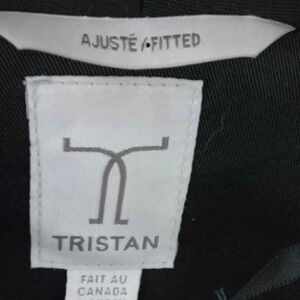 AJUSTÉ / FITTED
TRISTAN
FAIT AU
CANADA